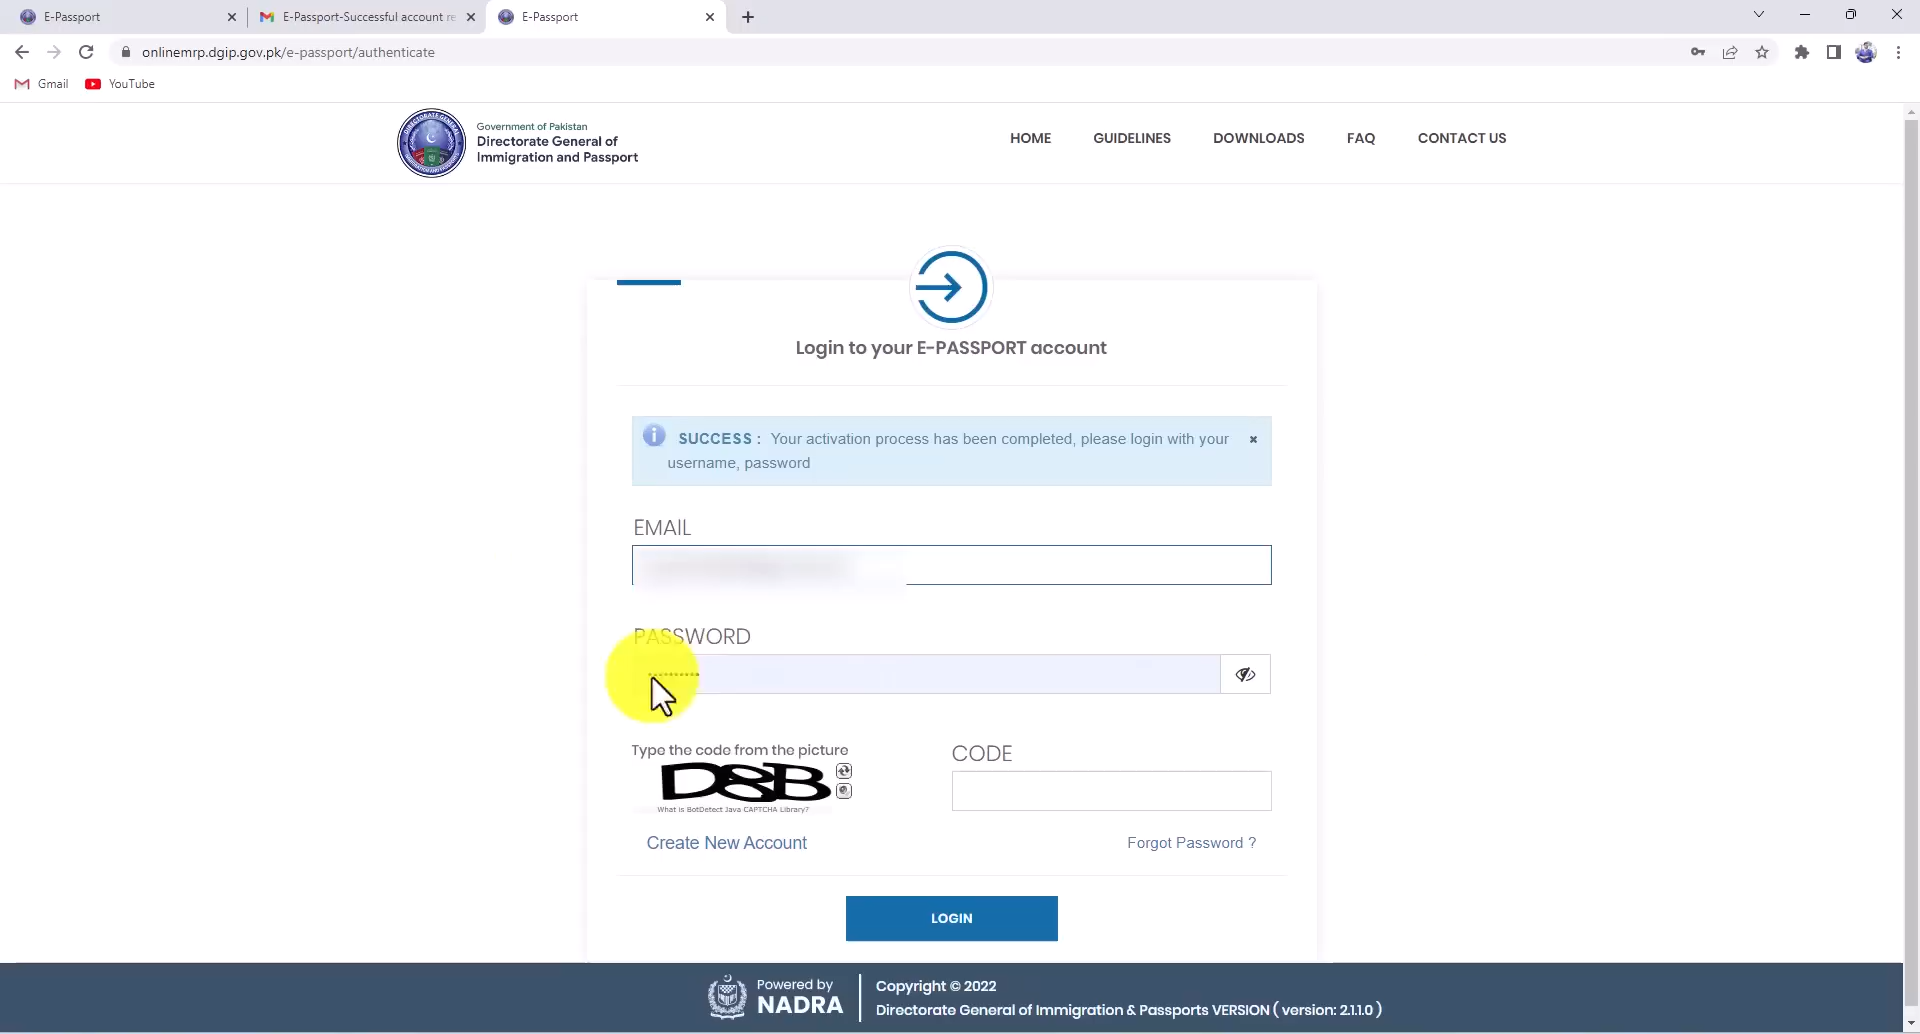 E-Passport
E-Passport-Successful account re
E-Passport
onlinemrp.dgip.gov.pk/e-passport/authenticate
Gmail
YouTube
Government of Pakistan
Directorate General of
Immigration and Passport
HOME
GUIDELINES
DOWNLOADS
FAQ
CONTACT US
Login to your E-PASSPORT account
SUCCESS : Your activation process has been completed, please login with your
username, password
EMAIL
PASSWORD
Type the code from the picture
D8B
What is BotDetect Java CAPTCHA Library?
CODE
Create New Account
Forgot Password ?
LOGIN
Powered by
NADRA
Copyright © 2022
Directorate General of Immigration & Passports VERSION ( version: 2.1.1.0 )